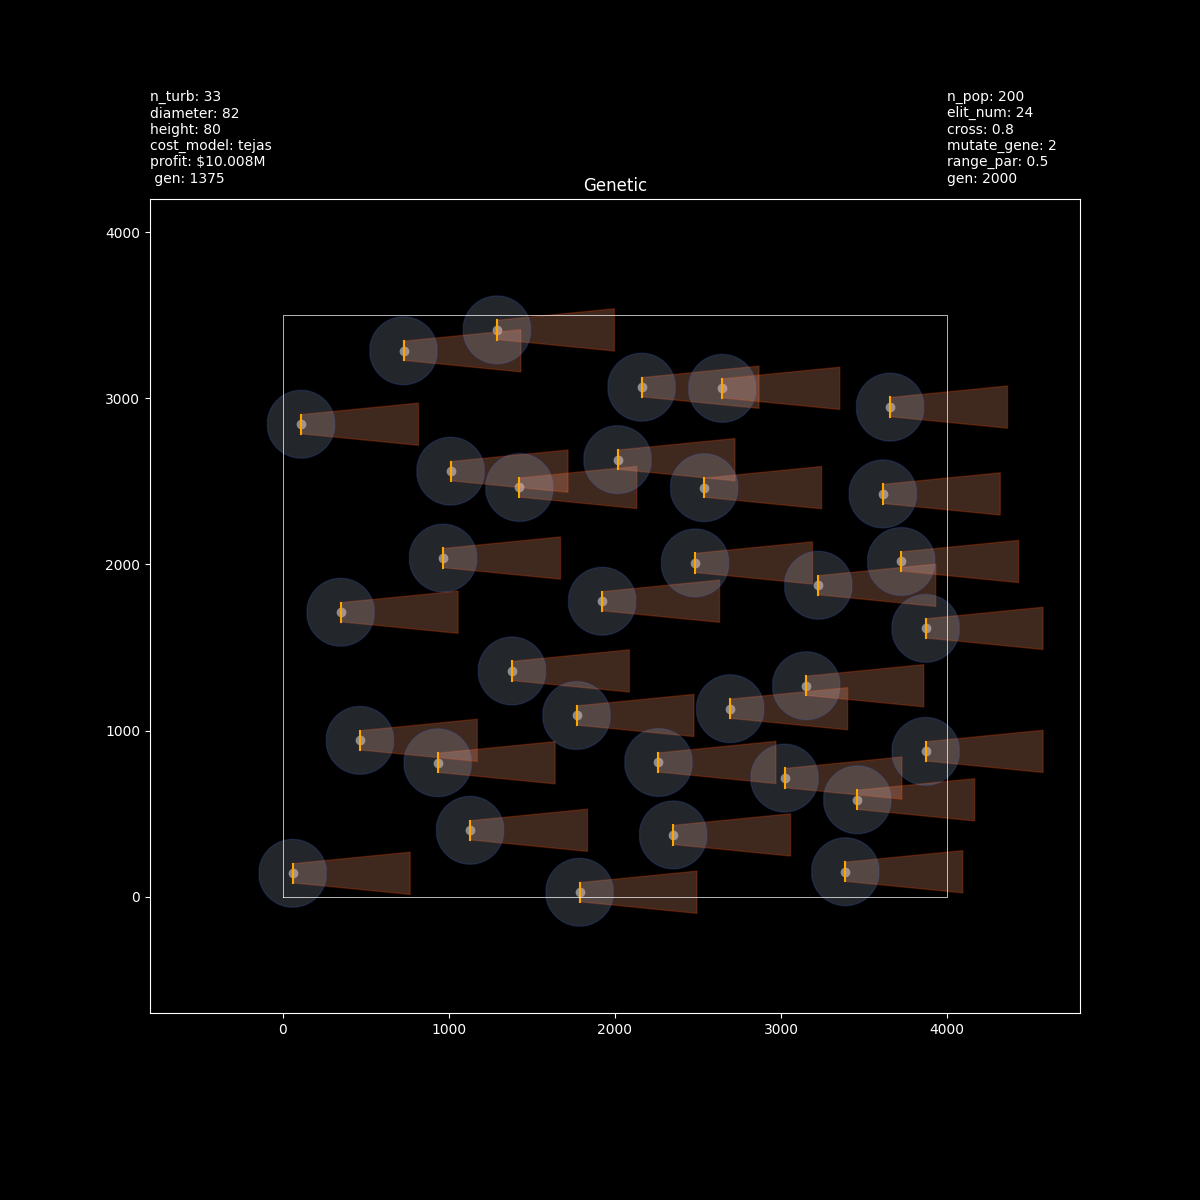 n_turb: 33
diameter: 82
height: 80
cost_model: tejas
profit: $10.008M
gen: 1375
n_pop: 200
elit_num: 24
cross: 0.8
mutate_gene: 2
range_par: 0.5
gen: 2000
Genetic
4000
3000
2000
1000
0
0
1000
2000
3000
4000